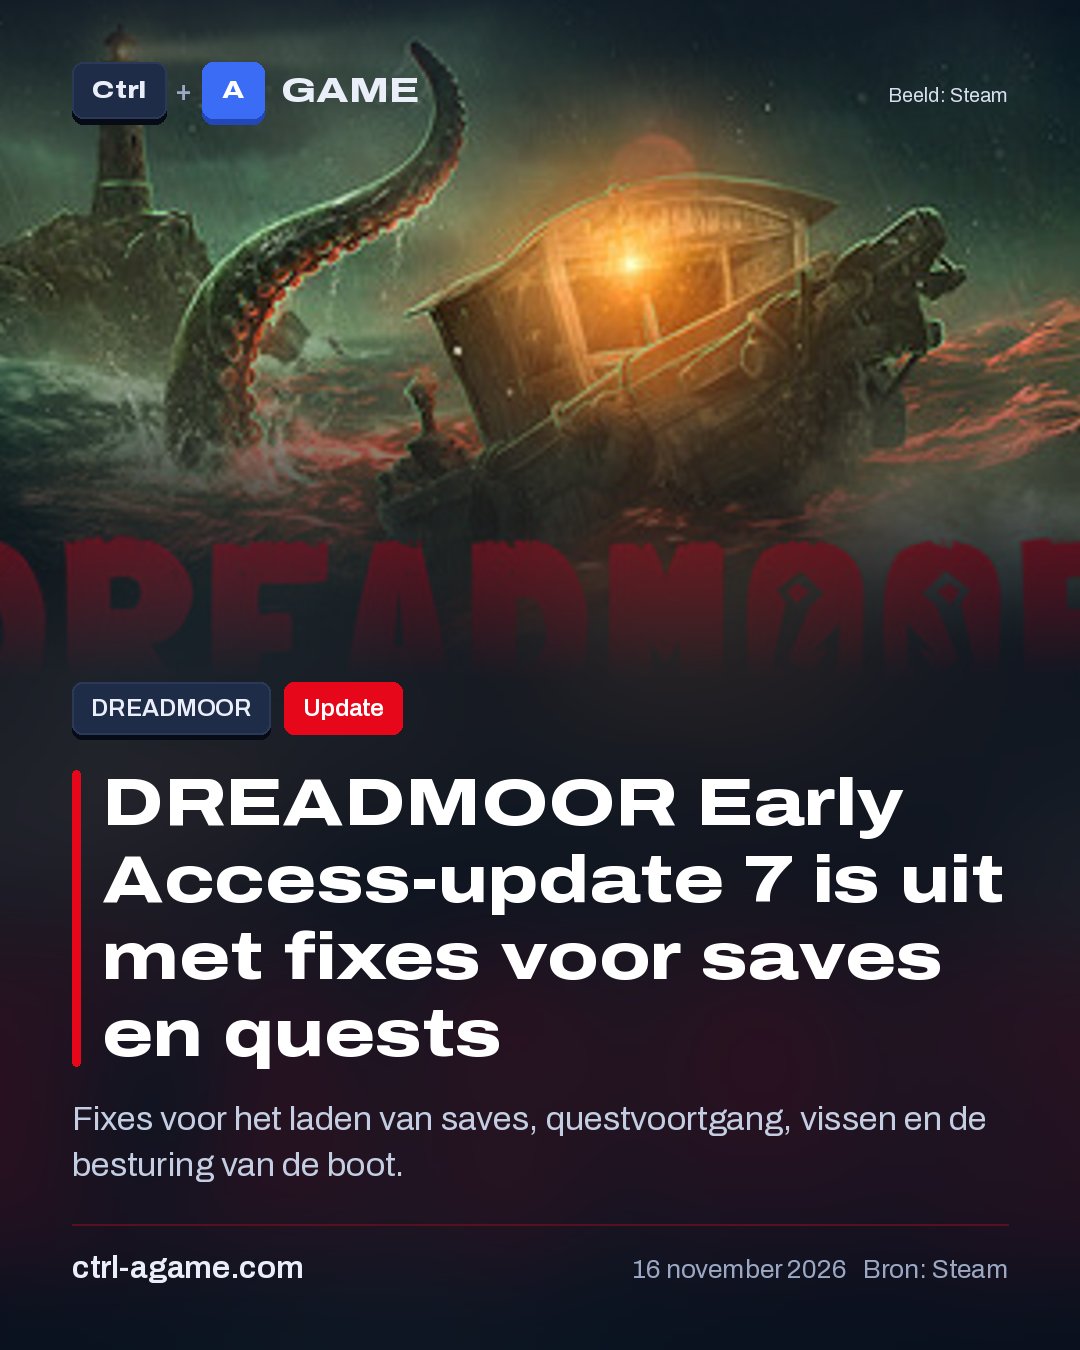 Ctrl + A GAME
Beeld: Steam
DREADMOOR
DREADMOOR Update
DREADMOOR Early
Access-update 7 is uit
met fixes voor saves
en quests
Fixes voor het laden van saves, questvoortgang, vissen en de
besturing van de boot.
ctrl-agame.com
16 november 2026 Bron: Steam